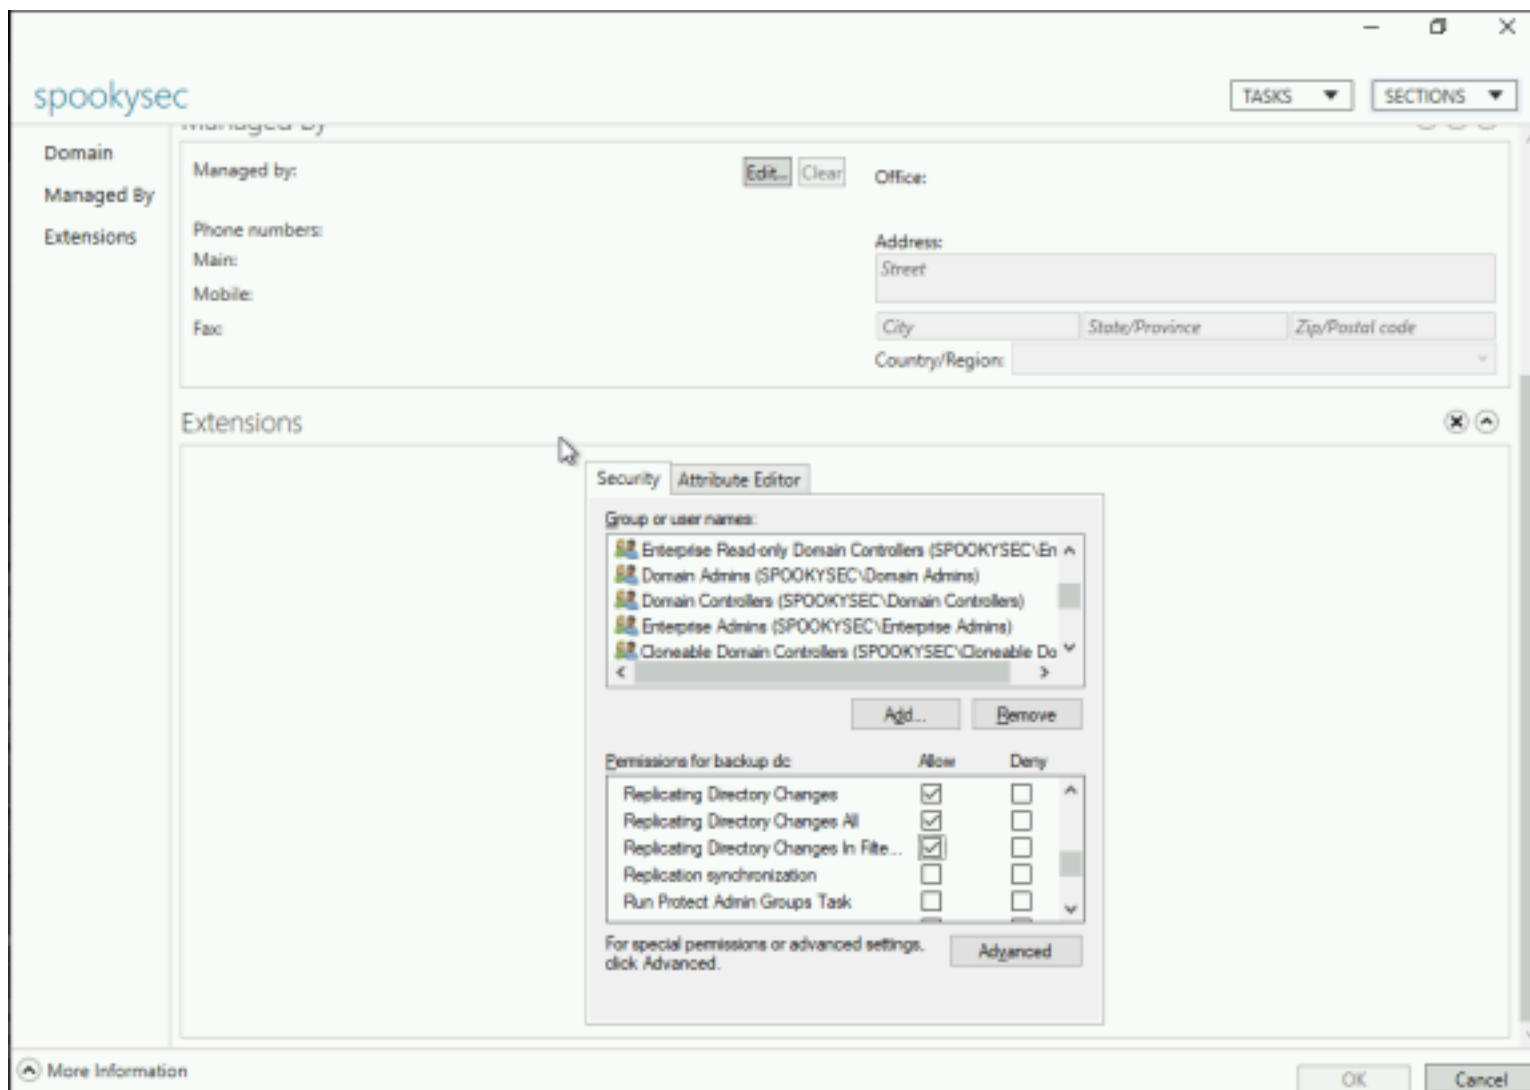 spookysec
TASKS
SECTIONS
Domain
Managed By
Extensions
Managed By
Managed by:
Edit...
Clear
Office:
Phone numbers:
Main:
Mobile:
Fax:
Address:
Street
City
State/Province
Zip/Postal code
Country/Region:
Extensions
Security
Attribute Editor
Group or user names:
Enterprise Read-only Domain Controllers (SPOOKYSEC\En
Domain Admins (SPOOKYSEC\Domain Admins)
Domain Controllers (SPOOKYSEC\Domain Controllers)
Enterprise Admins (SPOOKYSEC\Enterprise Admins)
Cloneable Domain Controllers (SPOOKYSEC\Cloneable Do
Add...
Remove
Permissions for backup dc
Allow
Deny
Replicating Directory Changes
Replicating Directory Changes All
Replicating Directory Changes In Filte...
Replication synchronization
Run Protect Admin Groups Task
For special permissions or advanced settings,
click Advanced.
Advanced
More Information
OK
Cancel